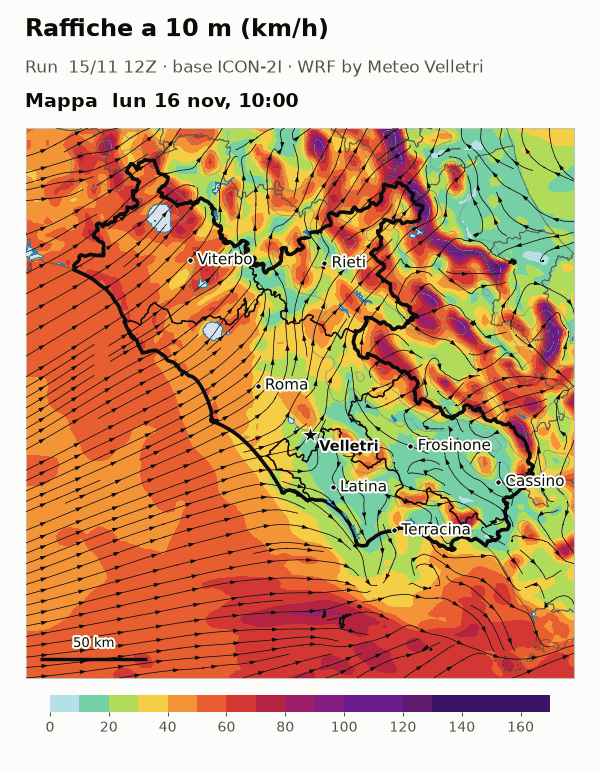 Raffiche a 10 m (km/h)
Run  15/11 12Z · base ICON-2I · WRF by Meteo Velletri
Mappa  lun 16 nov, 10:00
Viterbo
Rieti
Roma
Velletri
Frosinone
Latina
Cassino
Terracina
50 km
0 20 40 60 80 100 120 140 160